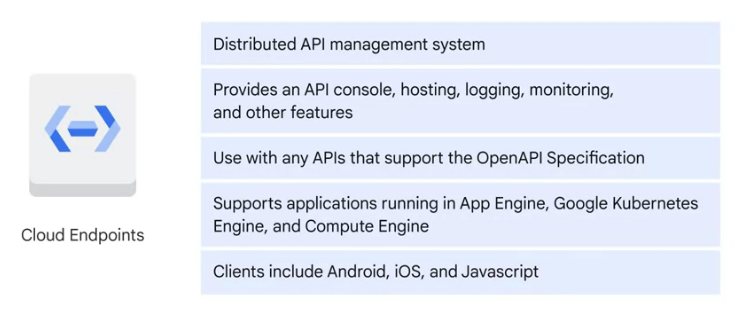 Distributed API management system
Provides an API console, hosting, logging, monitoring,
and other features
Use with any APIs that support the OpenAPI Specification
Supports applications running in App Engine, Google Kubernetes
Engine, and Compute Engine
Clients include Android, iOS, and Javascript
Cloud Endpoints